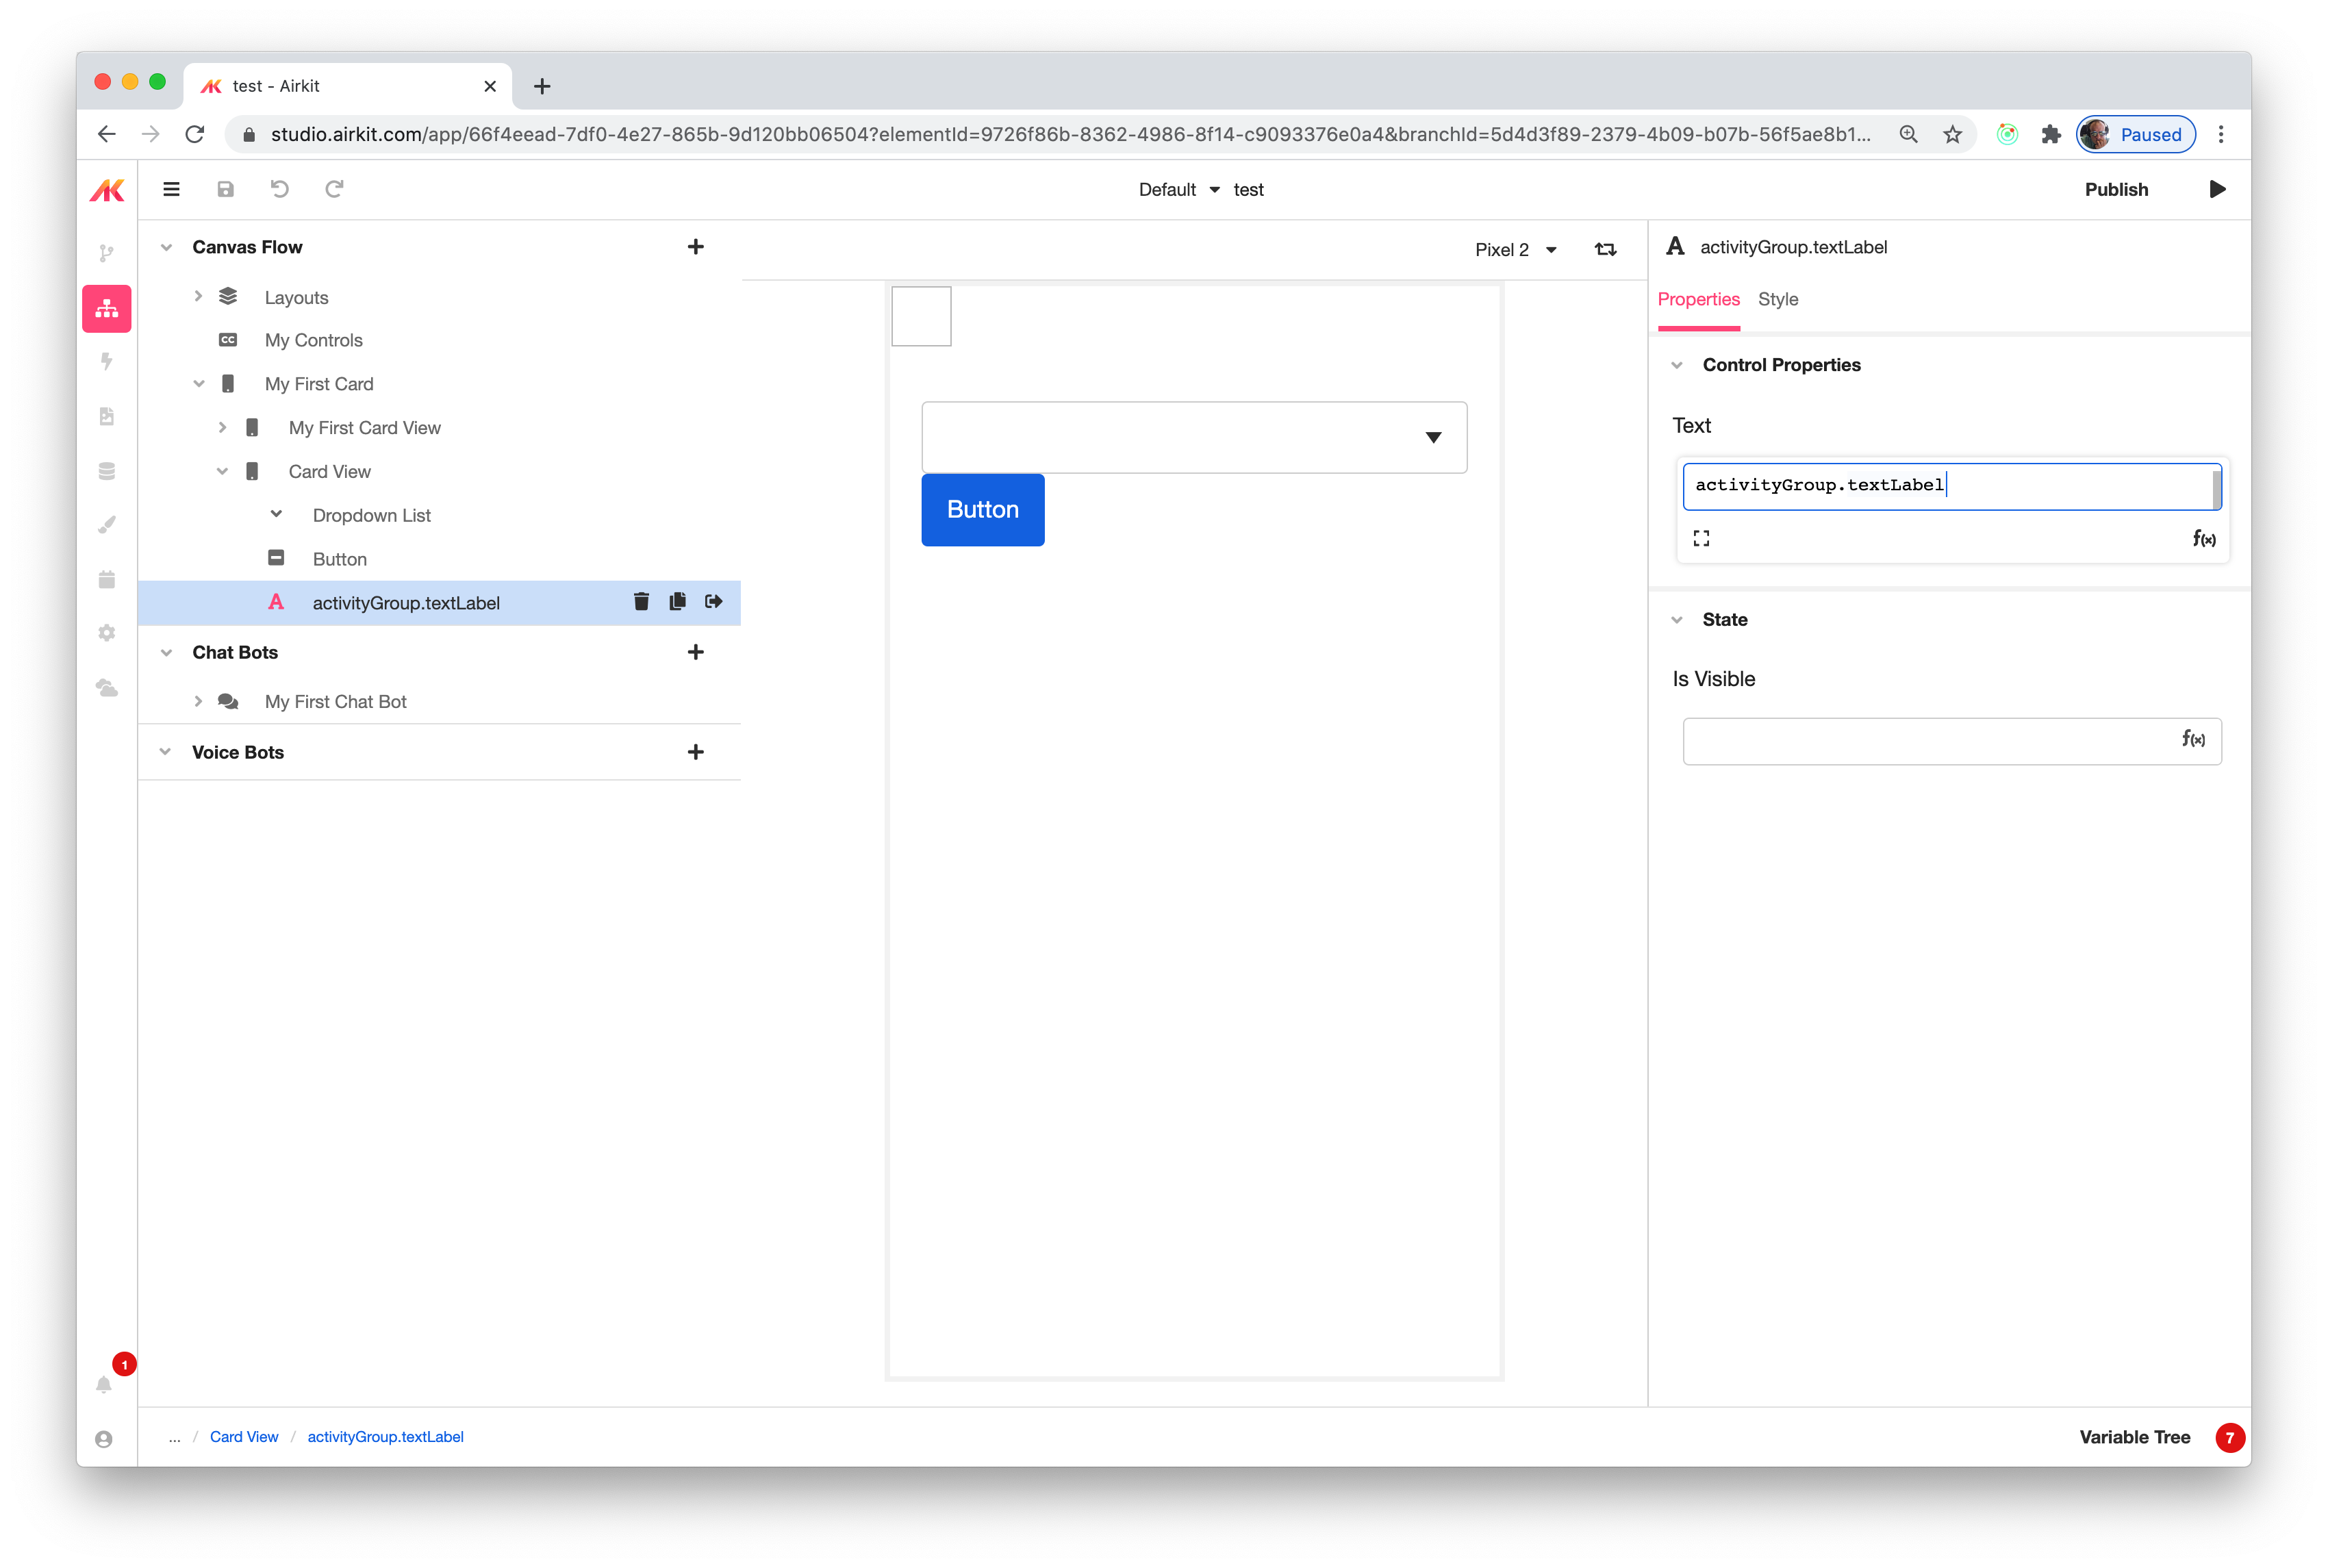 test - Airkit
studio.airkit.com/app/66f4eead-7df0-4e27-865b-9d120bb06504?elementId=9726f86b-8362-4986-8f14-c9093376e0a4&branchId=5d4d3f89-2379-4b09-b07b-56f5ae8b1...
Paused
Default test
Publish
Canvas Flow
Layouts
CC My Controls
My First Card
My First Card View
Card View
Dropdown List
Button
A activityGroup.textLabel
Chat Bots
My First Chat Bot
Voice Bots
Pixel 2
Button
A activityGroup.textLabel
Properties Style
Control Properties
Text
activityGroup.textLabel
f(x)
State
Is Visible
f(x)
1
... / Card View / activityGroup.textLabel
Variable Tree 7